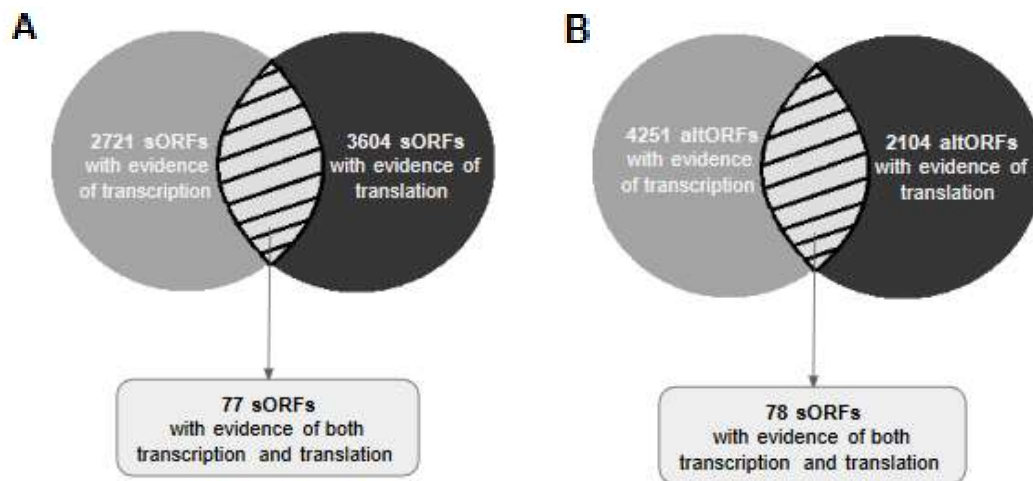 A
2721 sORFs
with evidence
of transcription
3604 sORFs
with evidence of
translation
77 sORFs
with evidence of both
transcription and translation
B
4251 altORFs
with evidence
of transcription
2104 altORFs
with evidence of
translation
78 sORFs
with evidence of both
transcription and translation